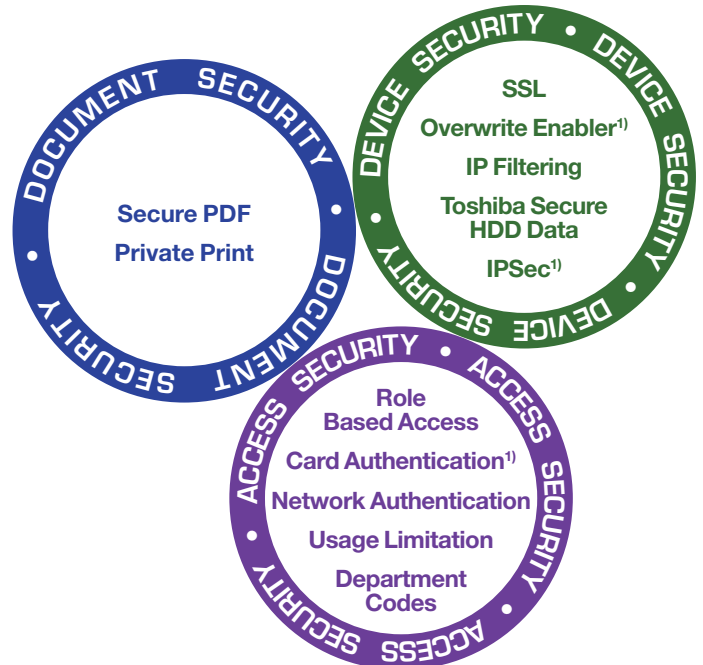 DOCUMENT SECURITY • DOCUMENT SECURITY •
Secure PDF
Private Print
DEVICE SECURITY • DEVICE SECURITY • DEVICE SECURITY •
SSL
Overwrite Enabler¹⁾
IP Filtering
Toshiba Secure
HDD Data
IPSec¹⁾
ACCESS SECURITY • ACCESS SECURITY • ACCESS SECURITY •
Role
Based Access
Card Authentication¹⁾
Network Authentication
Usage Limitation
Department
Codes